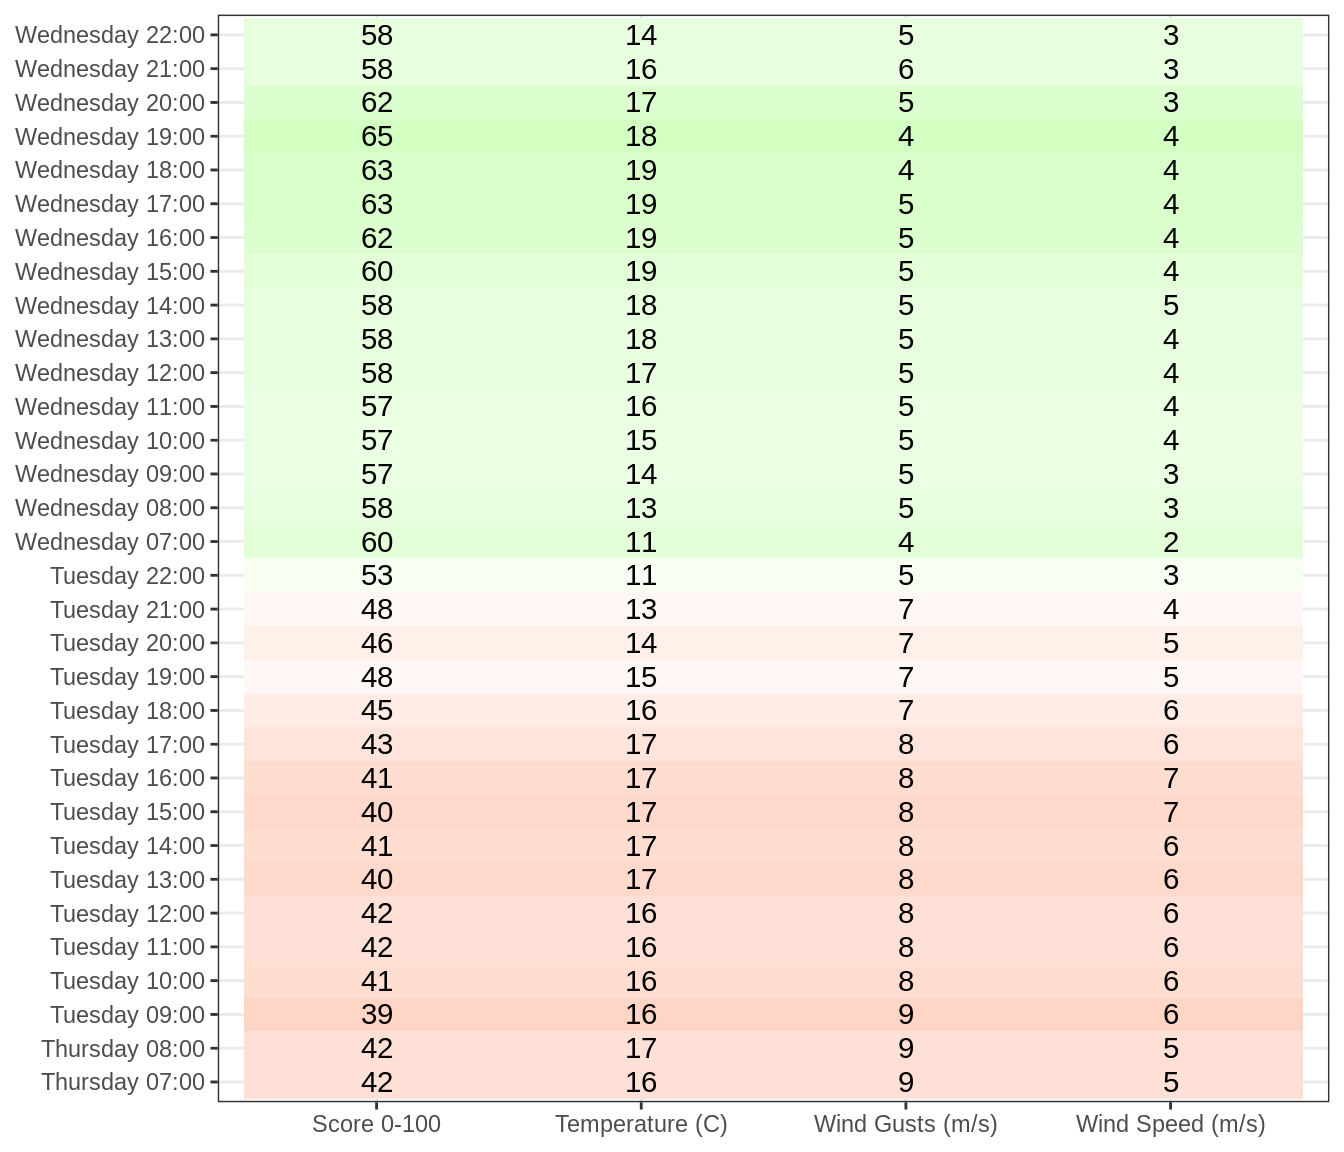 Wednesday 22:00 58 14 5 3
Wednesday 21:00 58 16 6 3
Wednesday 20:00 62 17 5 3
Wednesday 19:00 65 18 4 4
Wednesday 18:00 63 19 4 4
Wednesday 17:00 63 19 5 4
Wednesday 16:00 62 19 5 4
Wednesday 15:00 60 19 5 4
Wednesday 14:00 58 18 5 5
Wednesday 13:00 58 18 5 4
Wednesday 12:00 58 17 5 4
Wednesday 11:00 57 16 5 4
Wednesday 10:00 57 15 5 4
Wednesday 09:00 57 14 5 3
Wednesday 08:00 58 13 5 3
Wednesday 07:00 60 11 4 2
Tuesday 22:00 53 11 5 3
Tuesday 21:00 48 13 7 4
Tuesday 20:00 46 14 7 5
Tuesday 19:00 48 15 7 5
Tuesday 18:00 45 16 7 6
Tuesday 17:00 43 17 8 6
Tuesday 16:00 41 17 8 7
Tuesday 15:00 40 17 8 7
Tuesday 14:00 41 17 8 6
Tuesday 13:00 40 17 8 6
Tuesday 12:00 42 16 8 6
Tuesday 11:00 42 16 8 6
Tuesday 10:00 41 16 8 6
Tuesday 09:00 39 16 9 6
Thursday 08:00 42 17 9 5
Thursday 07:00 42 16 9 5
Score 0-100 Temperature (C) Wind Gusts (m/s) Wind Speed (m/s)